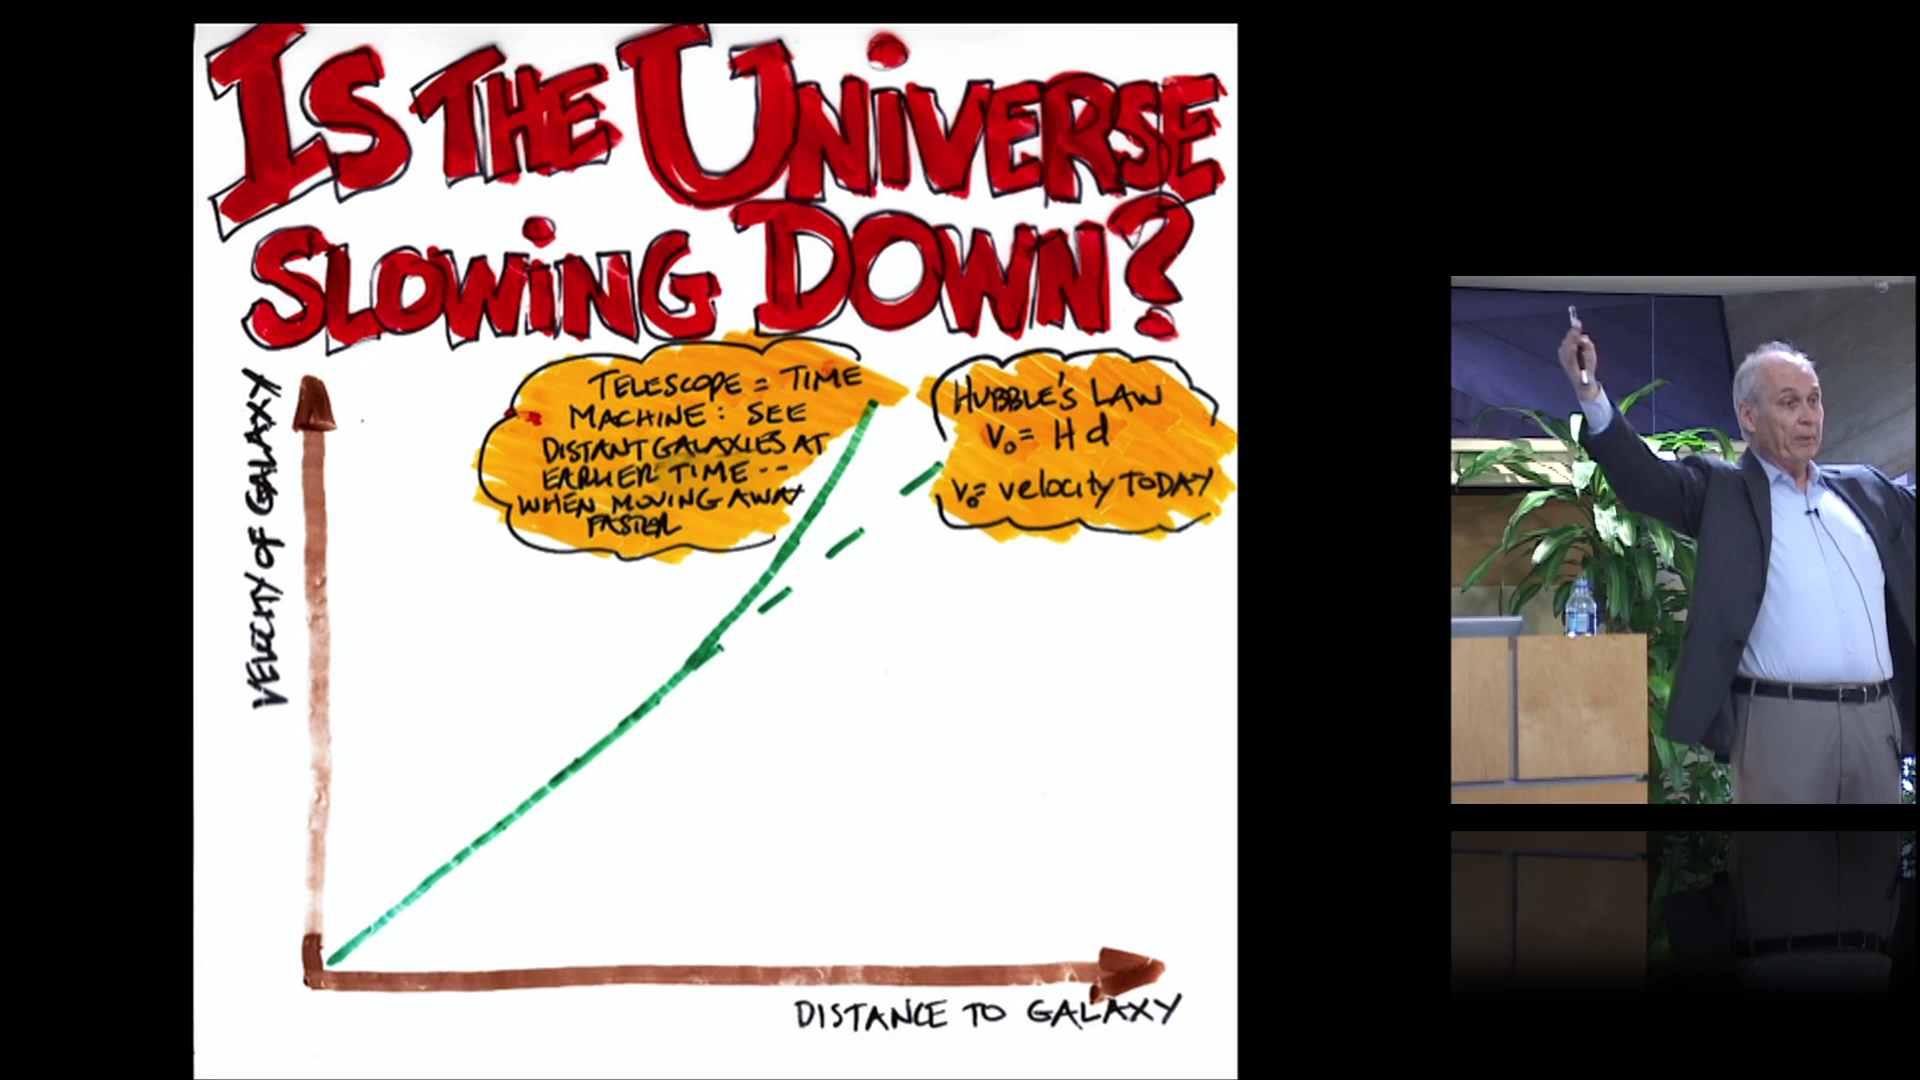 IS THE UNIVERSE
SLOWING DOWN?
TELESCOPE = TIME
MACHINE: SEE
DISTANT GALAXIES AT
EARLIER TIME --
WHEN MOVING AWAY
FASTER
HUBBLE'S LAW
V₀ = H d
V₀ = velocity TODAY
VELOCITY OF GALAXY
DISTANCE TO GALAXY